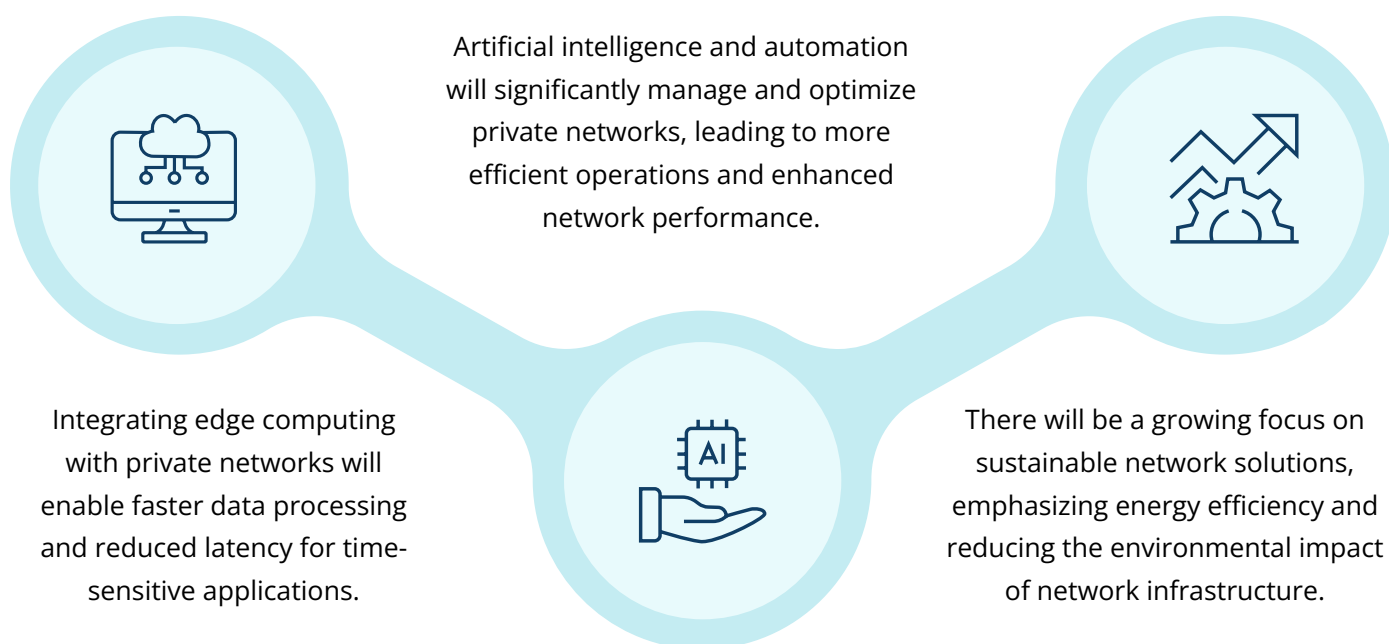 Artificial intelligence and automation
will significantly manage and optimize
private networks, leading to more
efficient operations and enhanced
network performance.
AI
Integrating edge computing
with private networks will
enable faster data processing
and reduced latency for time-
sensitive applications.
There will be a growing focus on
sustainable network solutions,
emphasizing energy efficiency and
reducing the environmental impact
of network infrastructure.